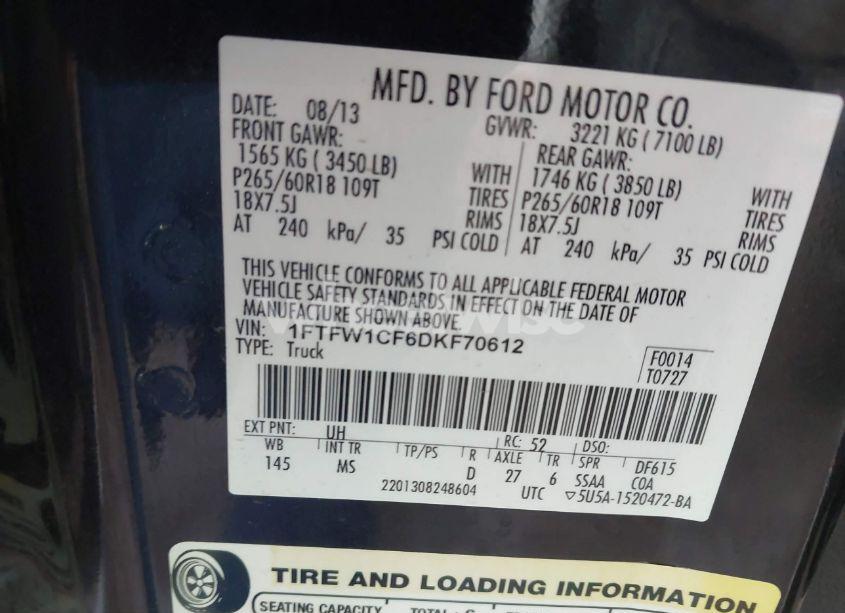 MFD. BY FORD MOTOR CO.
DATE: 08/13 GVWR: 3221 KG ( 7100 LB)
FRONT GAWR: REAR GAWR:
1565 KG ( 3450 LB) WITH 1746 KG ( 3850 LB) WITH
P265/60R18 109T TIRES P265/60R18 109T TIRES
18X7.5J RIMS 18X7.5J RIMS
AT 240 kPa/ 35 PSI COLD AT 240 kPa/ 35 PSI COLD
THIS VEHICLE CONFORMS TO ALL APPLICABLE FEDERAL MOTOR
VEHICLE SAFETY STANDARDS IN EFFECT ON THE DATE OF
MANUFACTURE SHOWN ABOVE.
VIN: 1FTFW1CF6DKF70612
TYPE: Truck
F0014
T0727
EXT PNT: UH RC: 52 DSO:
WB INT TR TP/PS R AXLE TR SPR DF615
145 MS D 27 6 SSAA COA
2201308248604 UTC ▽5U5A-1520472-BA
TIRE AND LOADING INFORMATION
SEATING CAPACITY